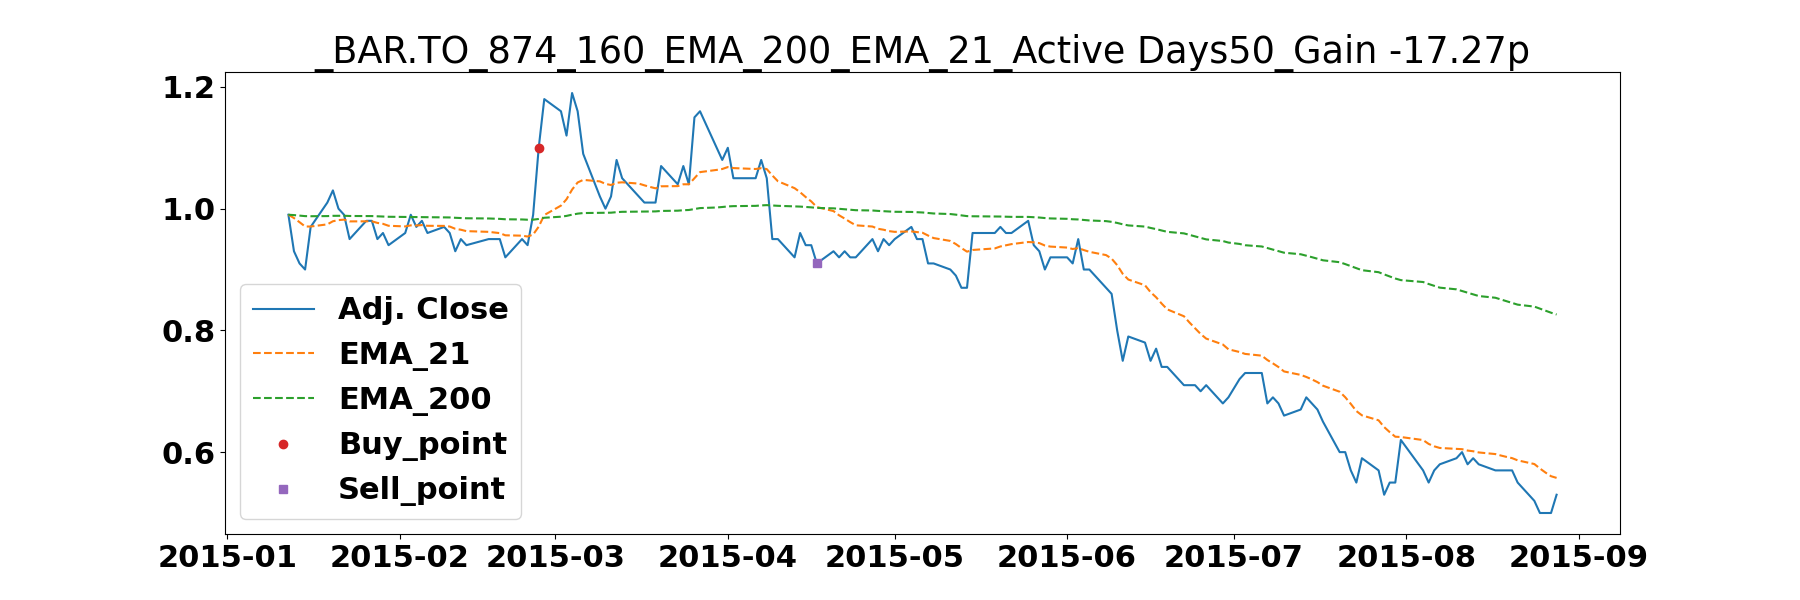 _BAR.TO_874_160_EMA_200_EMA_21_Active Days50_Gain -17.27p
1.2
1.0
0.8
0.6
Adj. Close
EMA_21
EMA_200
Buy_point
Sell_point
2015-01 2015-02 2015-03 2015-04 2015-05 2015-06 2015-07 2015-08 2015-09